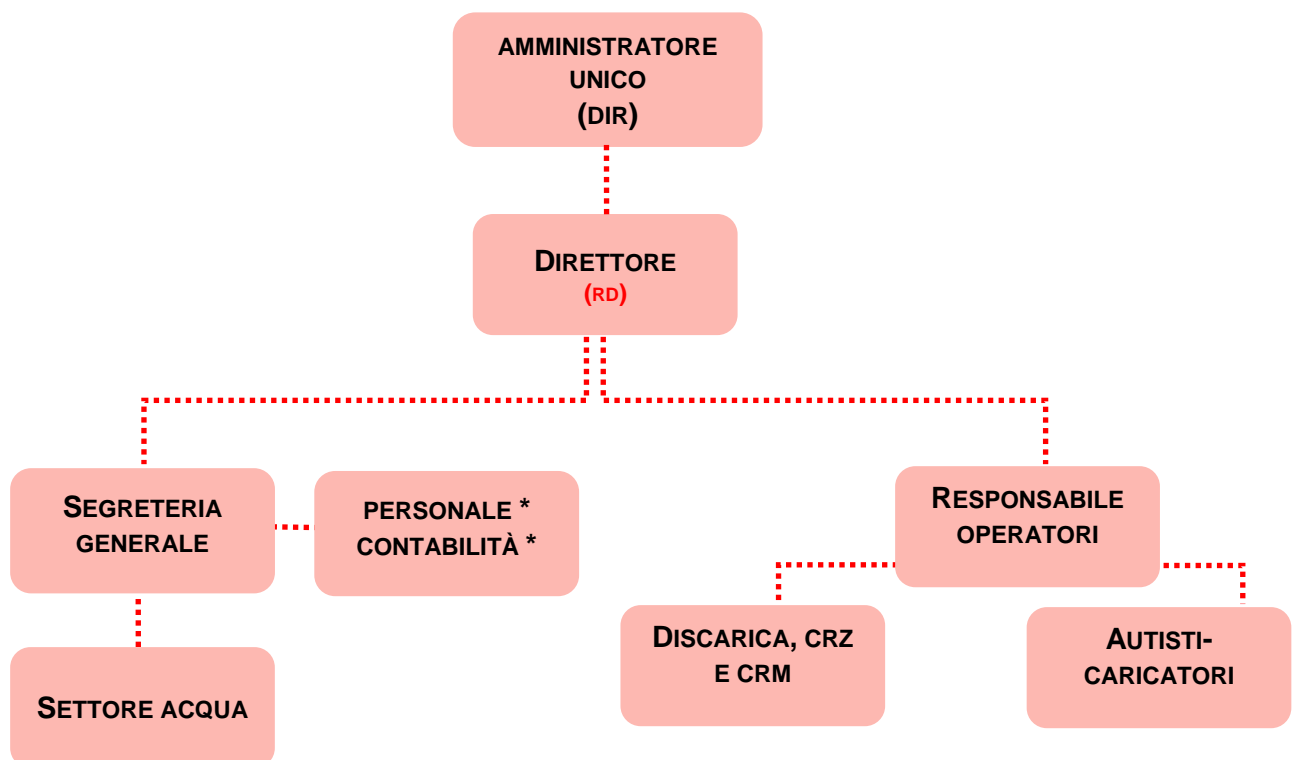 AMMINISTRATORE
UNICO
(DIR)
DIRETTORE
(RD)
SEGRETERIA
GENERALE
PERSONALE *
CONTABILITÀ *
RESPONSABILE
OPERATORI
DISCARICA, CRZ
E CRM
AUTISTI-
CARICATORI
SETTORE ACQUA